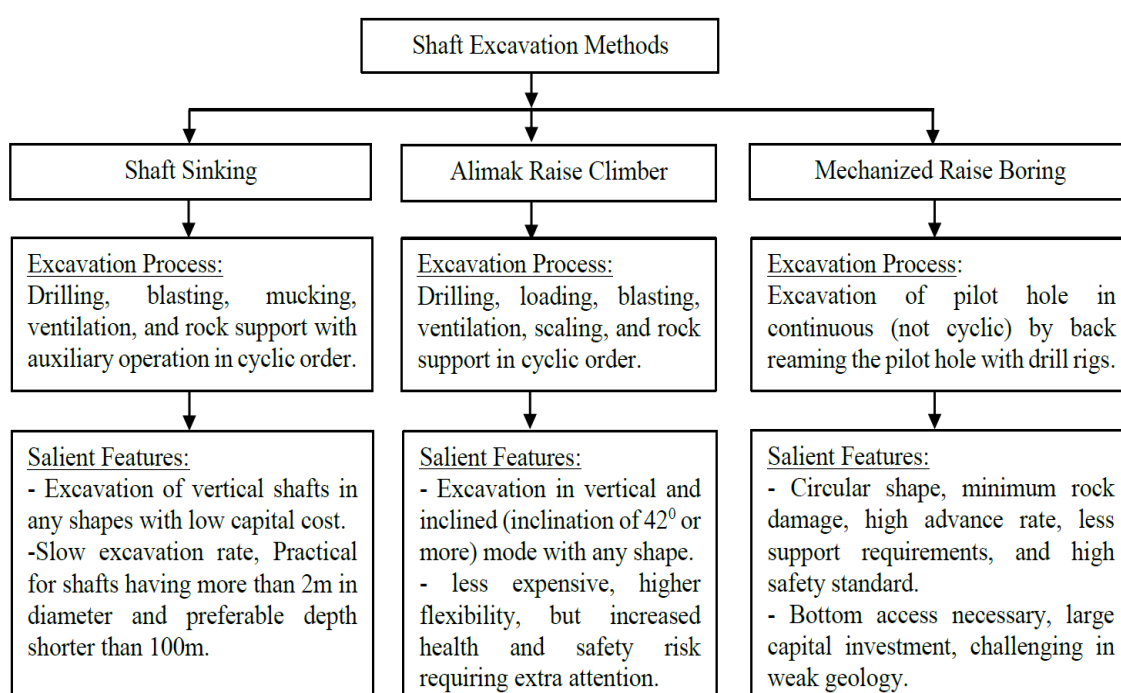 Shaft Excavation Methods
Shaft Sinking
Alimak Raise Climber
Mechanized Raise Boring
Excavation Process:
Drilling, blasting, mucking,
ventilation, and rock support with
auxiliary operation in cyclic order.
Excavation Process:
Drilling, loading, blasting,
ventilation, scaling, and rock
support in cyclic order.
Excavation Process:
Excavation of pilot hole in
continuous (not cyclic) by back
reaming the pilot hole with drill rigs.
Salient Features:
- Excavation of vertical shafts in
any shapes with low capital cost.
-Slow excavation rate, Practical
for shafts having more than 2m in
diameter and preferable depth
shorter than 100m.
Salient Features:
- Excavation in vertical and
inclined (inclination of 42⁰ or
more) mode with any shape.
- less expensive, higher
flexibility, but increased
health and safety risk
requiring extra attention.
Salient Features:
- Circular shape, minimum rock
damage, high advance rate, less
support requirements, and high
safety standard.
- Bottom access necessary, large
capital investment, challenging in
weak geology.